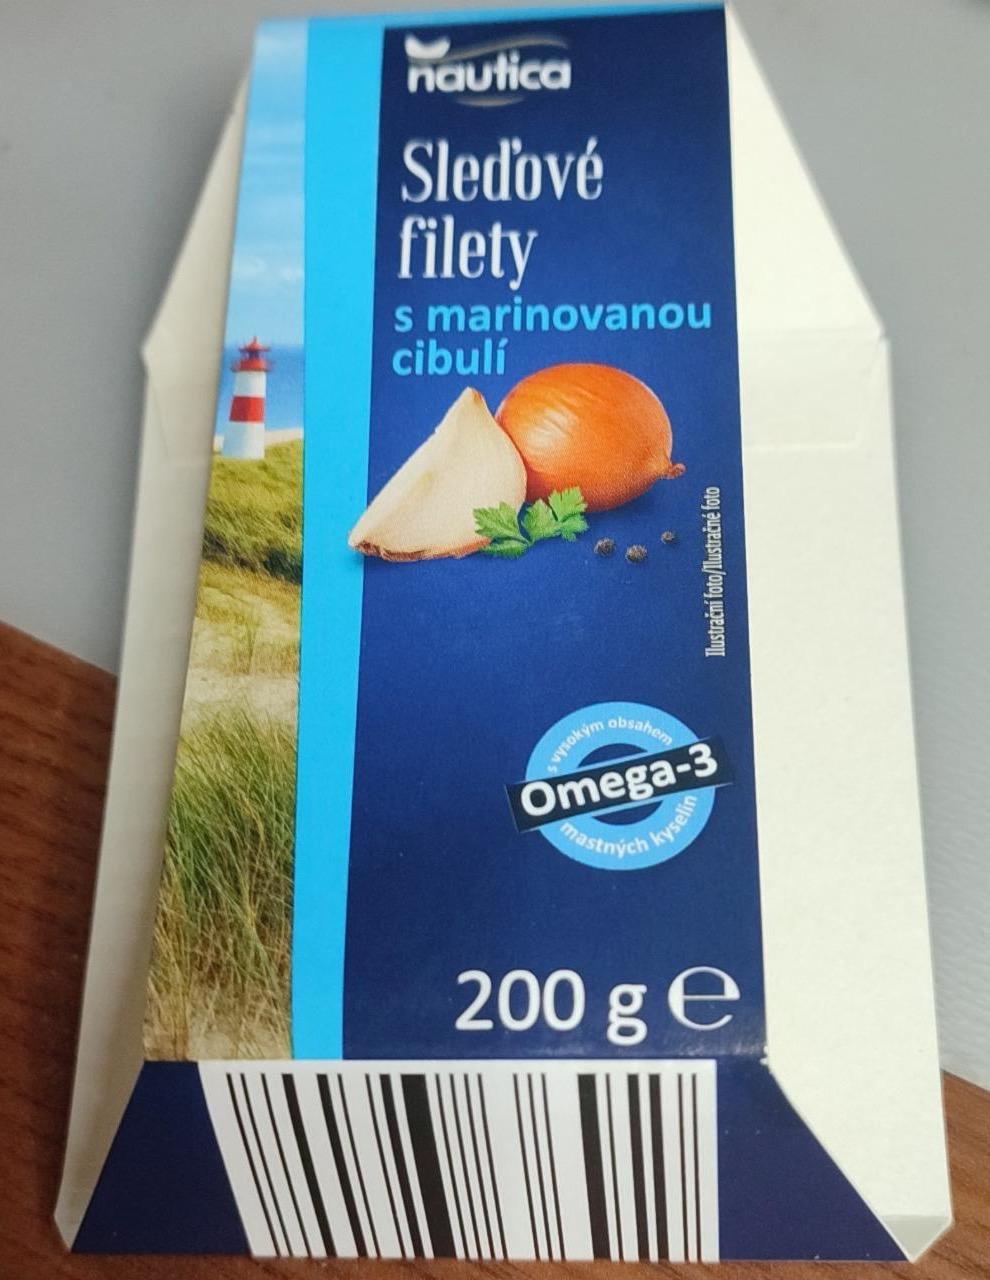 nautica
Sleďové
filety
s marinovanou
cibulí
Ilustrační foto/Ilustračné foto
s vysokým obsahem
Omega-3
mastných kyselin
200 g ℮